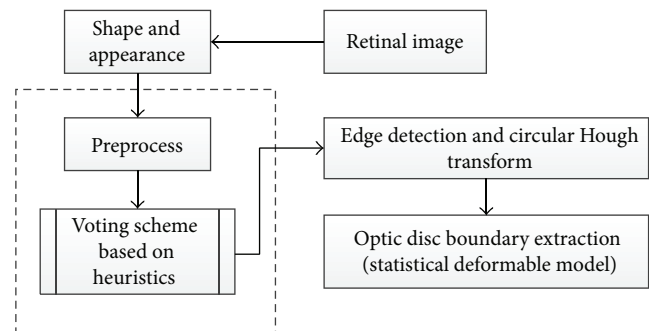 Shape and
appearance
Retinal image
Preprocess
Voting scheme
based on
heuristics
Edge detection and circular Hough
transform
Optic disc boundary extraction
(statistical deformable model)